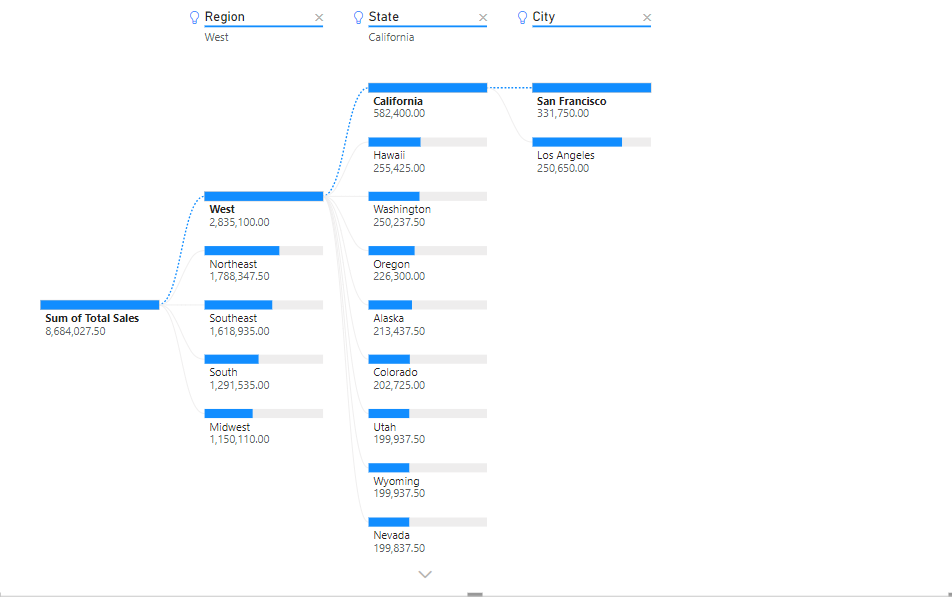 Region
West
State
California
City
Sum of Total Sales
8,684,027.50
West
2,835,100.00
Northeast
1,788,347.50
Southeast
1,618,935.00
South
1,291,535.00
Midwest
1,150,110.00
California
582,400.00
Hawaii
255,425.00
Washington
250,237.50
Oregon
226,300.00
Alaska
213,437.50
Colorado
202,725.00
Utah
199,937.50
Wyoming
199,937.50
Nevada
199,837.50
San Francisco
331,750.00
Los Angeles
250,650.00